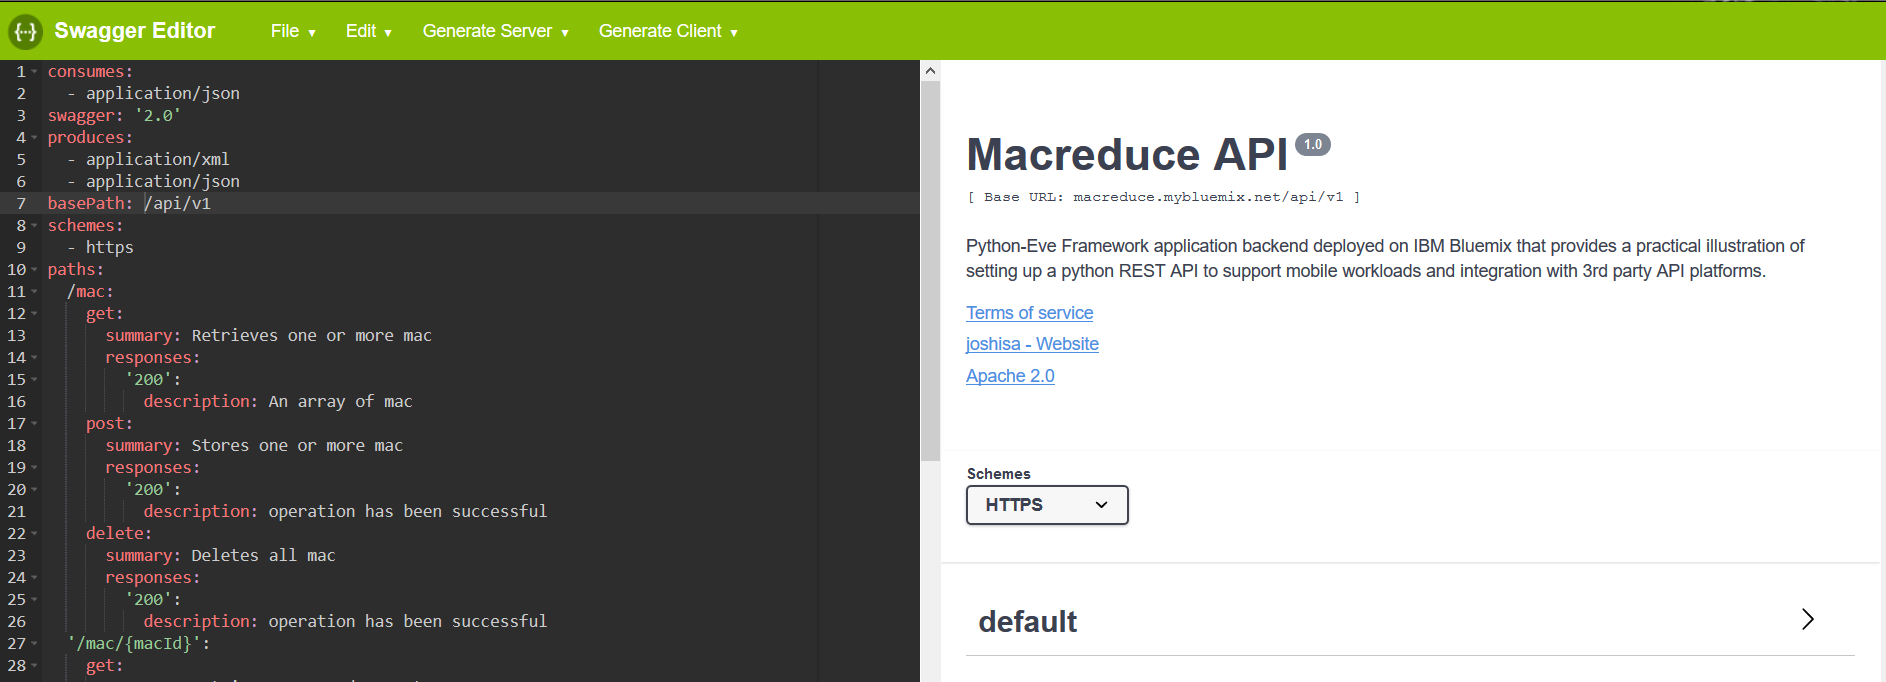 Swagger Editor File Edit Generate Server Generate Client
1 consumes:
2 - application/json
3 swagger: '2.0'
4 produces:
5 - application/xml
6 - application/json
7 basePath: /api/v1
8 schemes:
9 - https
10 paths:
11 /mac:
12 get:
13 summary: Retrieves one or more mac
14 responses:
15 '200':
16 description: An array of mac
17 post:
18 summary: Stores one or more mac
19 responses:
20 '200':
21 description: operation has been successful
22 delete:
23 summary: Deletes all mac
24 responses:
25 '200':
26 description: operation has been successful
27 '/mac/{macId}':
28 get:
Macreduce API 1.0
[ Base URL: macreduce.mybluemix.net/api/v1 ]
Python-Eve Framework application backend deployed on IBM Bluemix that provides a practical illustration of
setting up a python REST API to support mobile workloads and integration with 3rd party API platforms.
Terms of service
joshisa - Website
Apache 2.0
Schemes
HTTPS
default